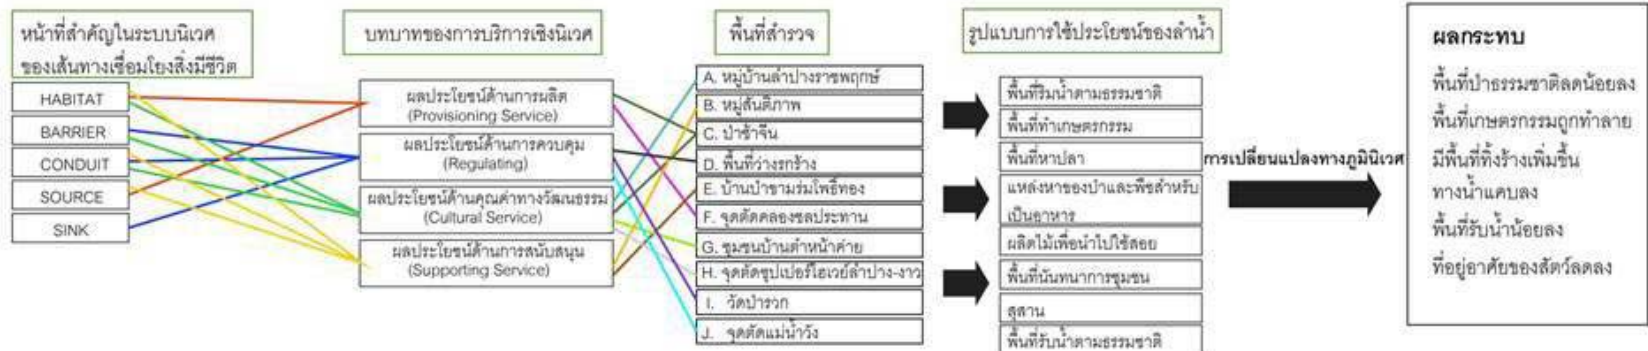 หน้าที่สำคัญในระบบนิเวศ
ของเส้นทางเชื่อมโยงสิ่งมีชีวิต
HABITAT
BARRIER
CONDUIT
SOURCE
SINK
บทบาทของการบริการเชิงนิเวศ
ผลประโยชน์ด้านการผลิต
(Provisioning Service)
ผลประโยชน์ด้านการควบคุม
(Regulating)
ผลประโยชน์ด้านคุณค่าทางวัฒนธรรม
(Cultural Service)
ผลประโยชน์ด้านการสนับสนุน
(Supporting Service)
พื้นที่สำรวจ
A. หมู่บ้านลำปางราชพฤกษ์
B. หมู่สันติภาพ
C. ป่าช้าจีน
D. พื้นที่ว่างรกร้าง
E. บ้านป่าขามร่มโพธิ์ทอง
F. จุดตัดคลองชลประทาน
G. ชุมชนบ้านตำหน้าค่าย
H. จุดตัดซุปเปอร์ไฮเวย์ลำปาง-งาว
I. วัดป่ารวก
J. จุดตัดแม่น้ำวัง
รูปแบบการใช้ประโยชน์ของลำน้ำ
พื้นที่ริมน้ำตามธรรมชาติ
พื้นที่ทำเกษตรกรรม
พื้นที่หาปลา
แหล่งหาของป่าและพืชสำหรับ
เป็นอาหาร
ผลิตไม้เพื่อนำไปใช้สอย
พื้นที่นันทนาการชุมชน
สุสาน
พื้นที่รับน้ำตามธรรมชาติ
การเปลี่ยนแปลงทางภูมินิเวศ
ผลกระทบ
พื้นที่ป่าธรรมชาติลดน้อยลง
พื้นที่เกษตรกรรมถูกทำลาย
มีพื้นที่ทิ้งร้างเพิ่มขึ้น
ทางน้ำแคบลง
พื้นที่รับน้ำน้อยลง
ที่อยู่อาศัยของสัตว์ลดลง